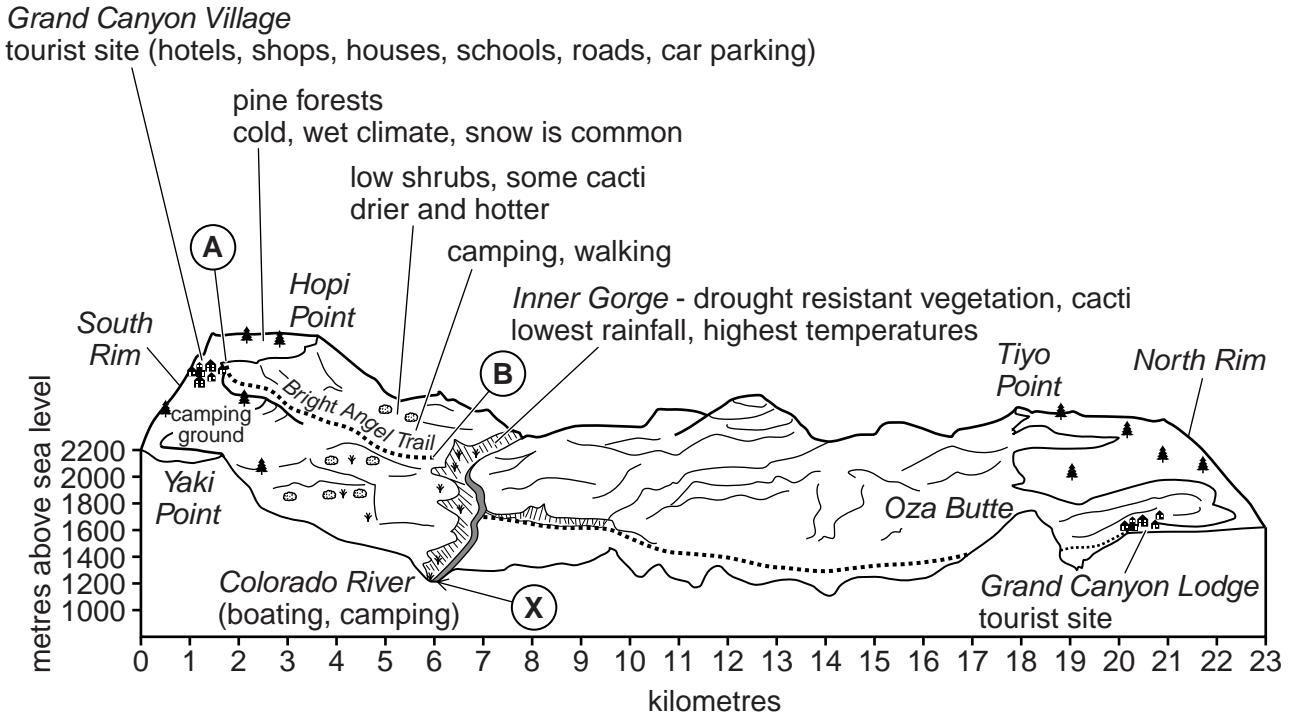 Grand Canyon Village
tourist site (hotels, shops, houses, schools, roads, car parking)
pine forests
cold, wet climate, snow is common
low shrubs, some cacti
drier and hotter
A
camping, walking
Hopi
Point
Inner Gorge - drought resistant vegetation, cacti
lowest rainfall, highest temperatures
South
Rim
B
Tiyo
Point
North Rim
Bright Angel Trail
camping
ground
metres above sea level
2200
2000
1800
1600
1400
1200
1000
Yaki
Point
Oza Butte
Colorado River
(boating, camping)
X
Grand Canyon Lodge
tourist site
0 1 2 3 4 5 6 7 8 9 10 11 12 13 14 15 16 17 18 19 20 21 22 23
kilometres